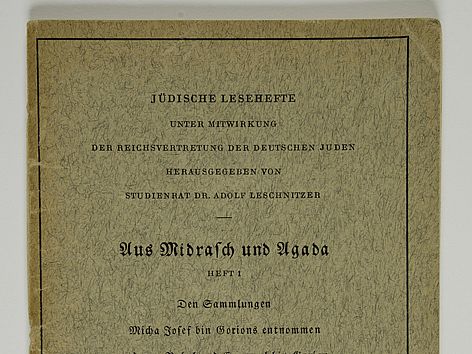 JÜDISCHE LESEHEFTE
UNTER MITWIRKUNG
DER REICHSVERTRETUNG DER DEUTSCHEN JUDEN
HERAUSGEGEBEN VON
STUDIENRAT DR. ADOLF LESCHNITZER
Aus Midraſch und Agada
HEFT 1
Den Sammlungen
Micha Joſef bin Gorions entnommen